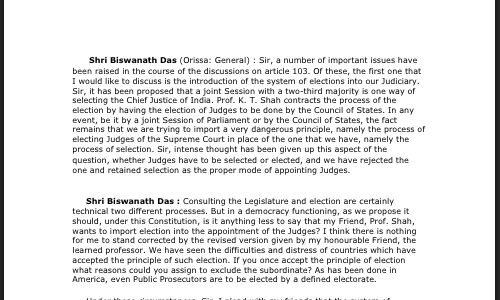 Shri Biswanath Das (Orissa: General) : Sir, a number of important issues have
been raised in the course of the discussions on article 103. Of these, the first one that
I would like to discuss is the introduction of the system of elections into our Judiciary.
Sir, it has been proposed that a joint Session with a two-third majority is one way of
selecting the Chief Justice of India. Prof. K. T. Shah contracts the process of the
election by having the election of Judges to be done by the Council of States. In any
event, be it by a joint Session of Parliament or by the Council of States, the fact
remains that we are trying to import a very dangerous principle, namely the process of
electing Judges of the Supreme Court in place of the one that we have, namely the
process of selection. Sir, intense thought has been given up this aspect of the
question, whether Judges have to be selected or elected, and we have rejected the
one and retained selection as the proper mode of appointing Judges.
Shri Biswanath Das : Consulting the Legislature and election are certainly
technical two different processes. But in a democracy functioning, as we propose it
should, under this Constitution, is it anything less to say that my Friend, Prof. Shah,
wants to import election into the appointment of the Judges? I think there is nothing
for me to stand corrected by the revised version given by my honourable Friend, the
learned professor. We have seen the difficulties and distress of countries which have
accepted the principle of such election. If you once accept the principle of election
what reasons could you assign to exclude the subordinate? As has been done in
America, even Public Prosecutors are to be elected by a defined electorate.